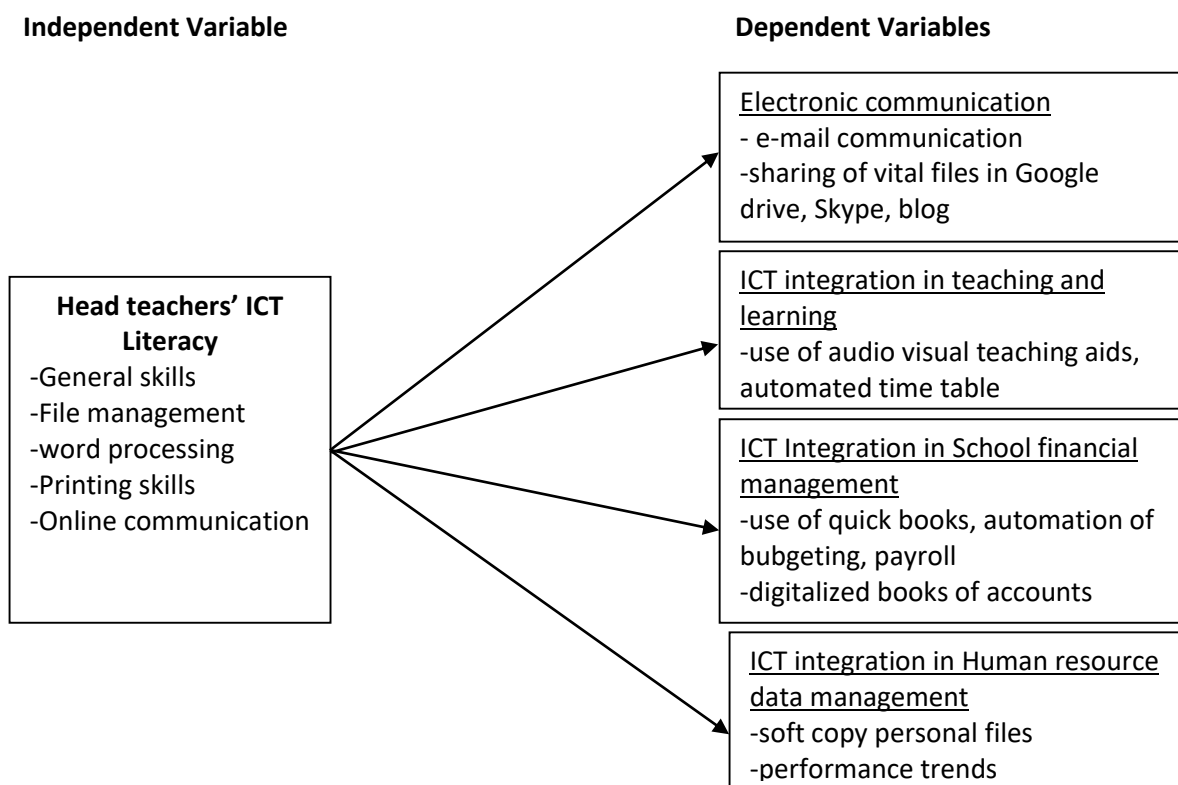 Independent Variable
Dependent Variables
Head teachers’ ICT
Literacy
-General skills
-File management
-word processing
-Printing skills
-Online communication
Electronic communication
- e-mail communication
-sharing of vital files in Google
drive, Skype, blog
ICT integration in teaching and
learning
-use of audio visual teaching aids,
automated time table
ICT Integration in School financial
management
-use of quick books, automation of
bubgeting, payroll
-digitalized books of accounts
ICT integration in Human resource
data management
-soft copy personal files
-performance trends